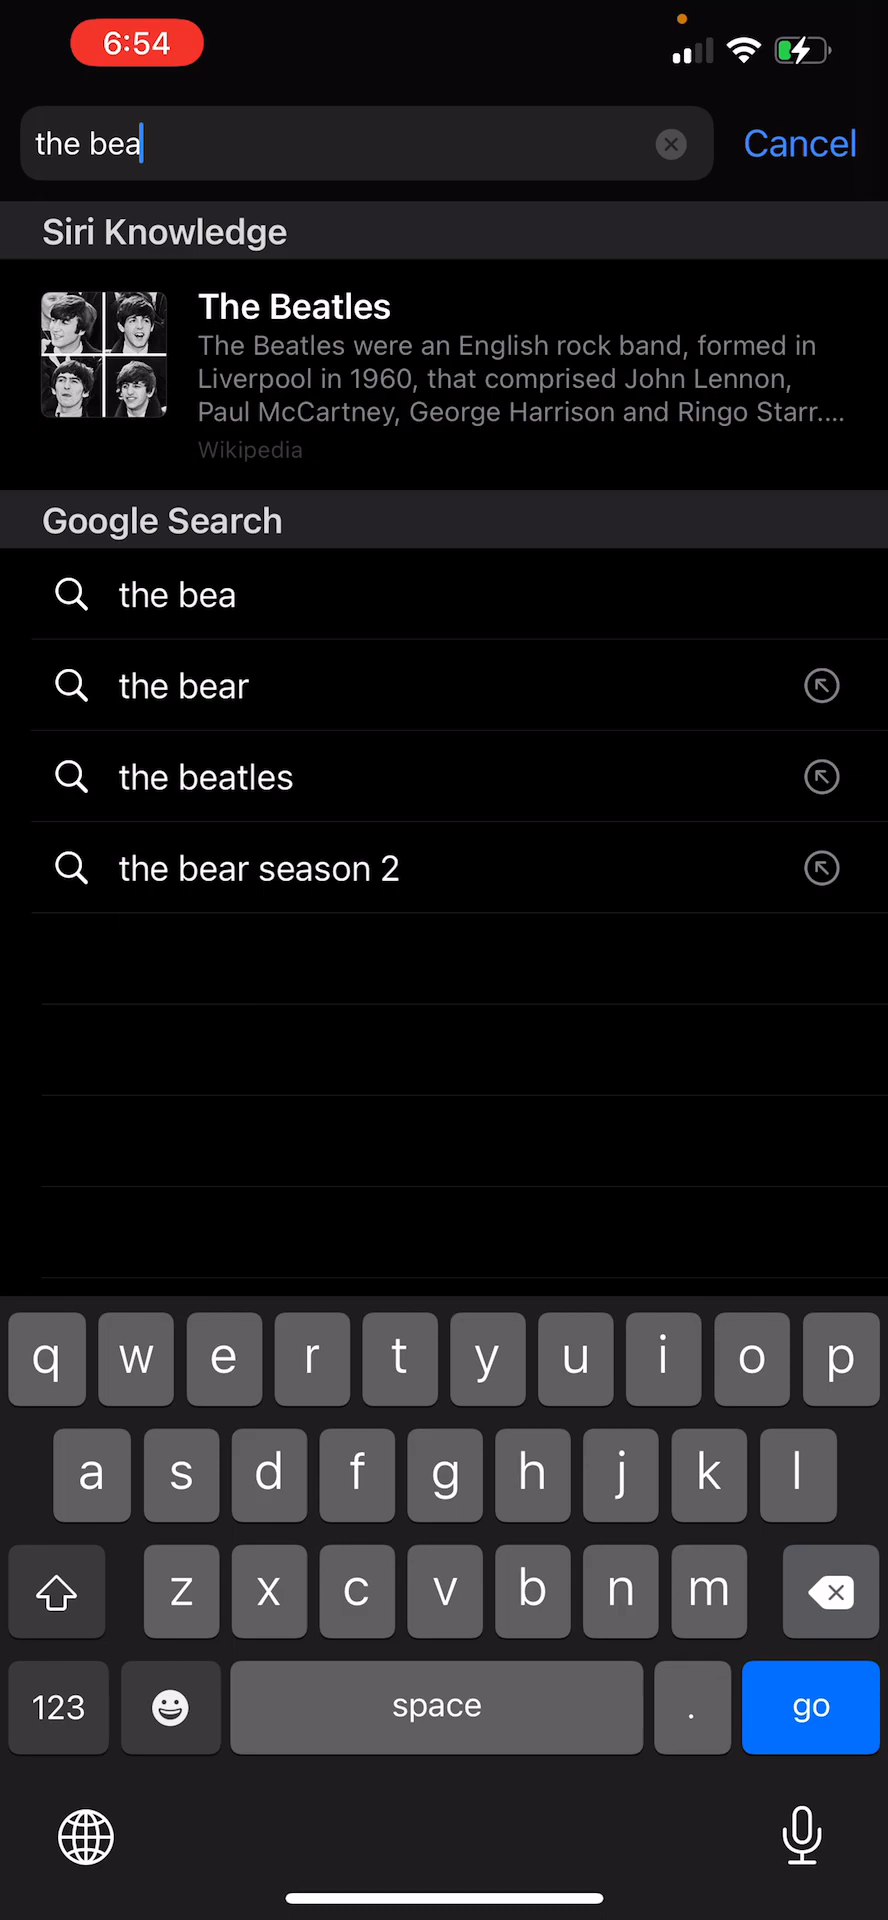 6:54
the bea
Cancel
Siri Knowledge
The Beatles
The Beatles were an English rock band, formed in
Liverpool in 1960, that comprised John Lennon,
Paul McCartney, George Harrison and Ringo Starr....
Wikipedia
Google Search
the bea
the bear
the beatles
the bear season 2
q w e r t y u i o p
a s d f g h j k l
z x c v b n m
123 space . go